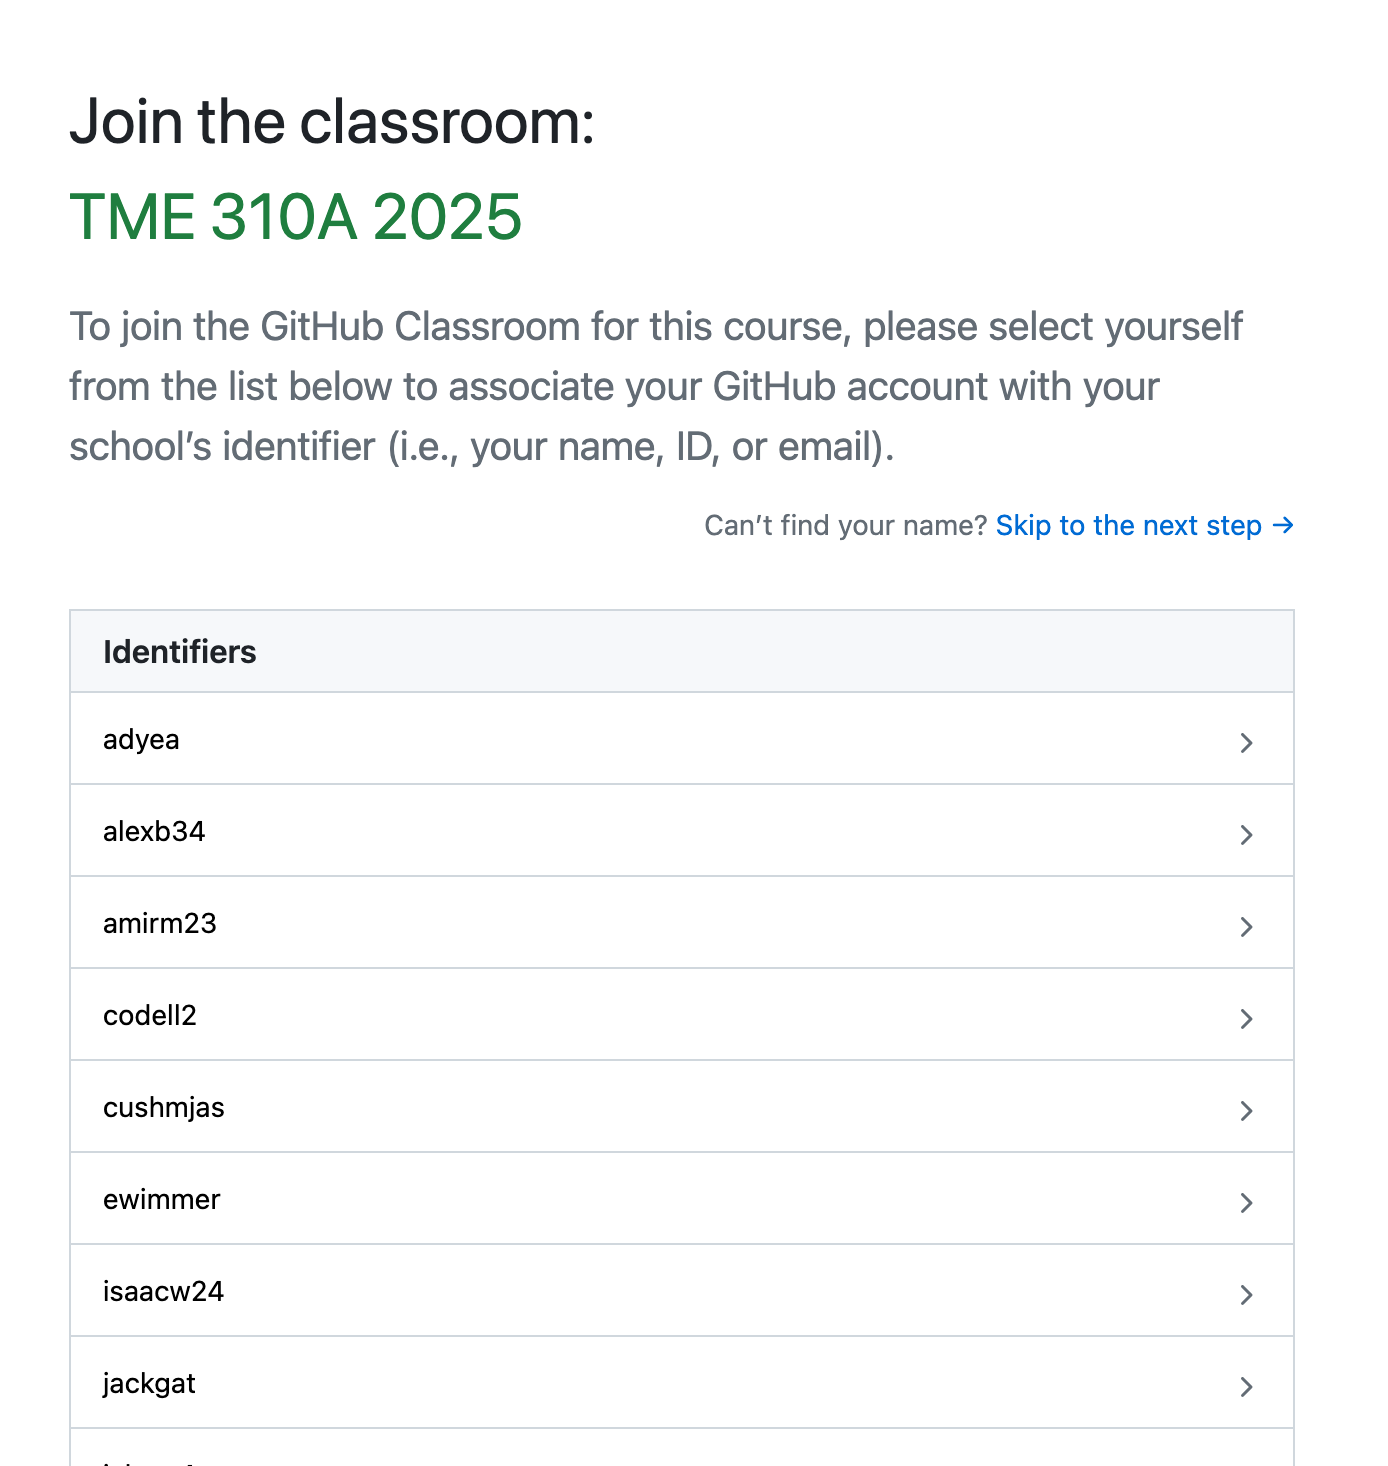 Join the classroom:
TME 310A 2025
To join the GitHub Classroom for this course, please select yourself
from the list below to associate your GitHub account with your
school’s identifier (i.e., your name, ID, or email).
Can’t find your name? Skip to the next step →
Identifiers
adyea
alexb34
amirm23
codell2
cushmjas
ewimmer
isaacw24
jackgat